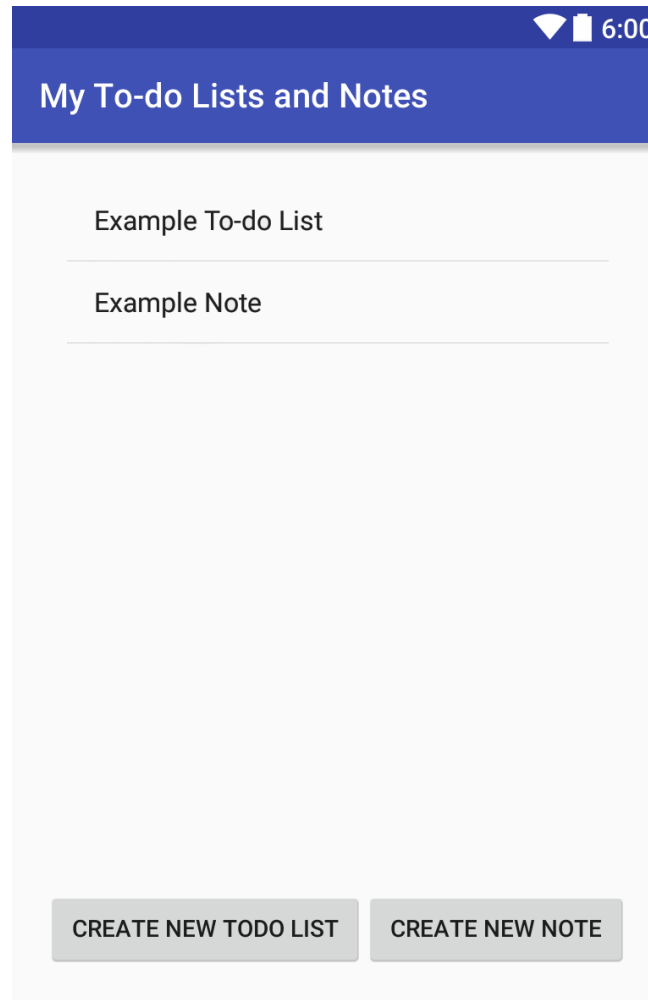 6:00
My To-do Lists and Notes
Example To-do List
Example Note
CREATE NEW TODO LIST CREATE NEW NOTE